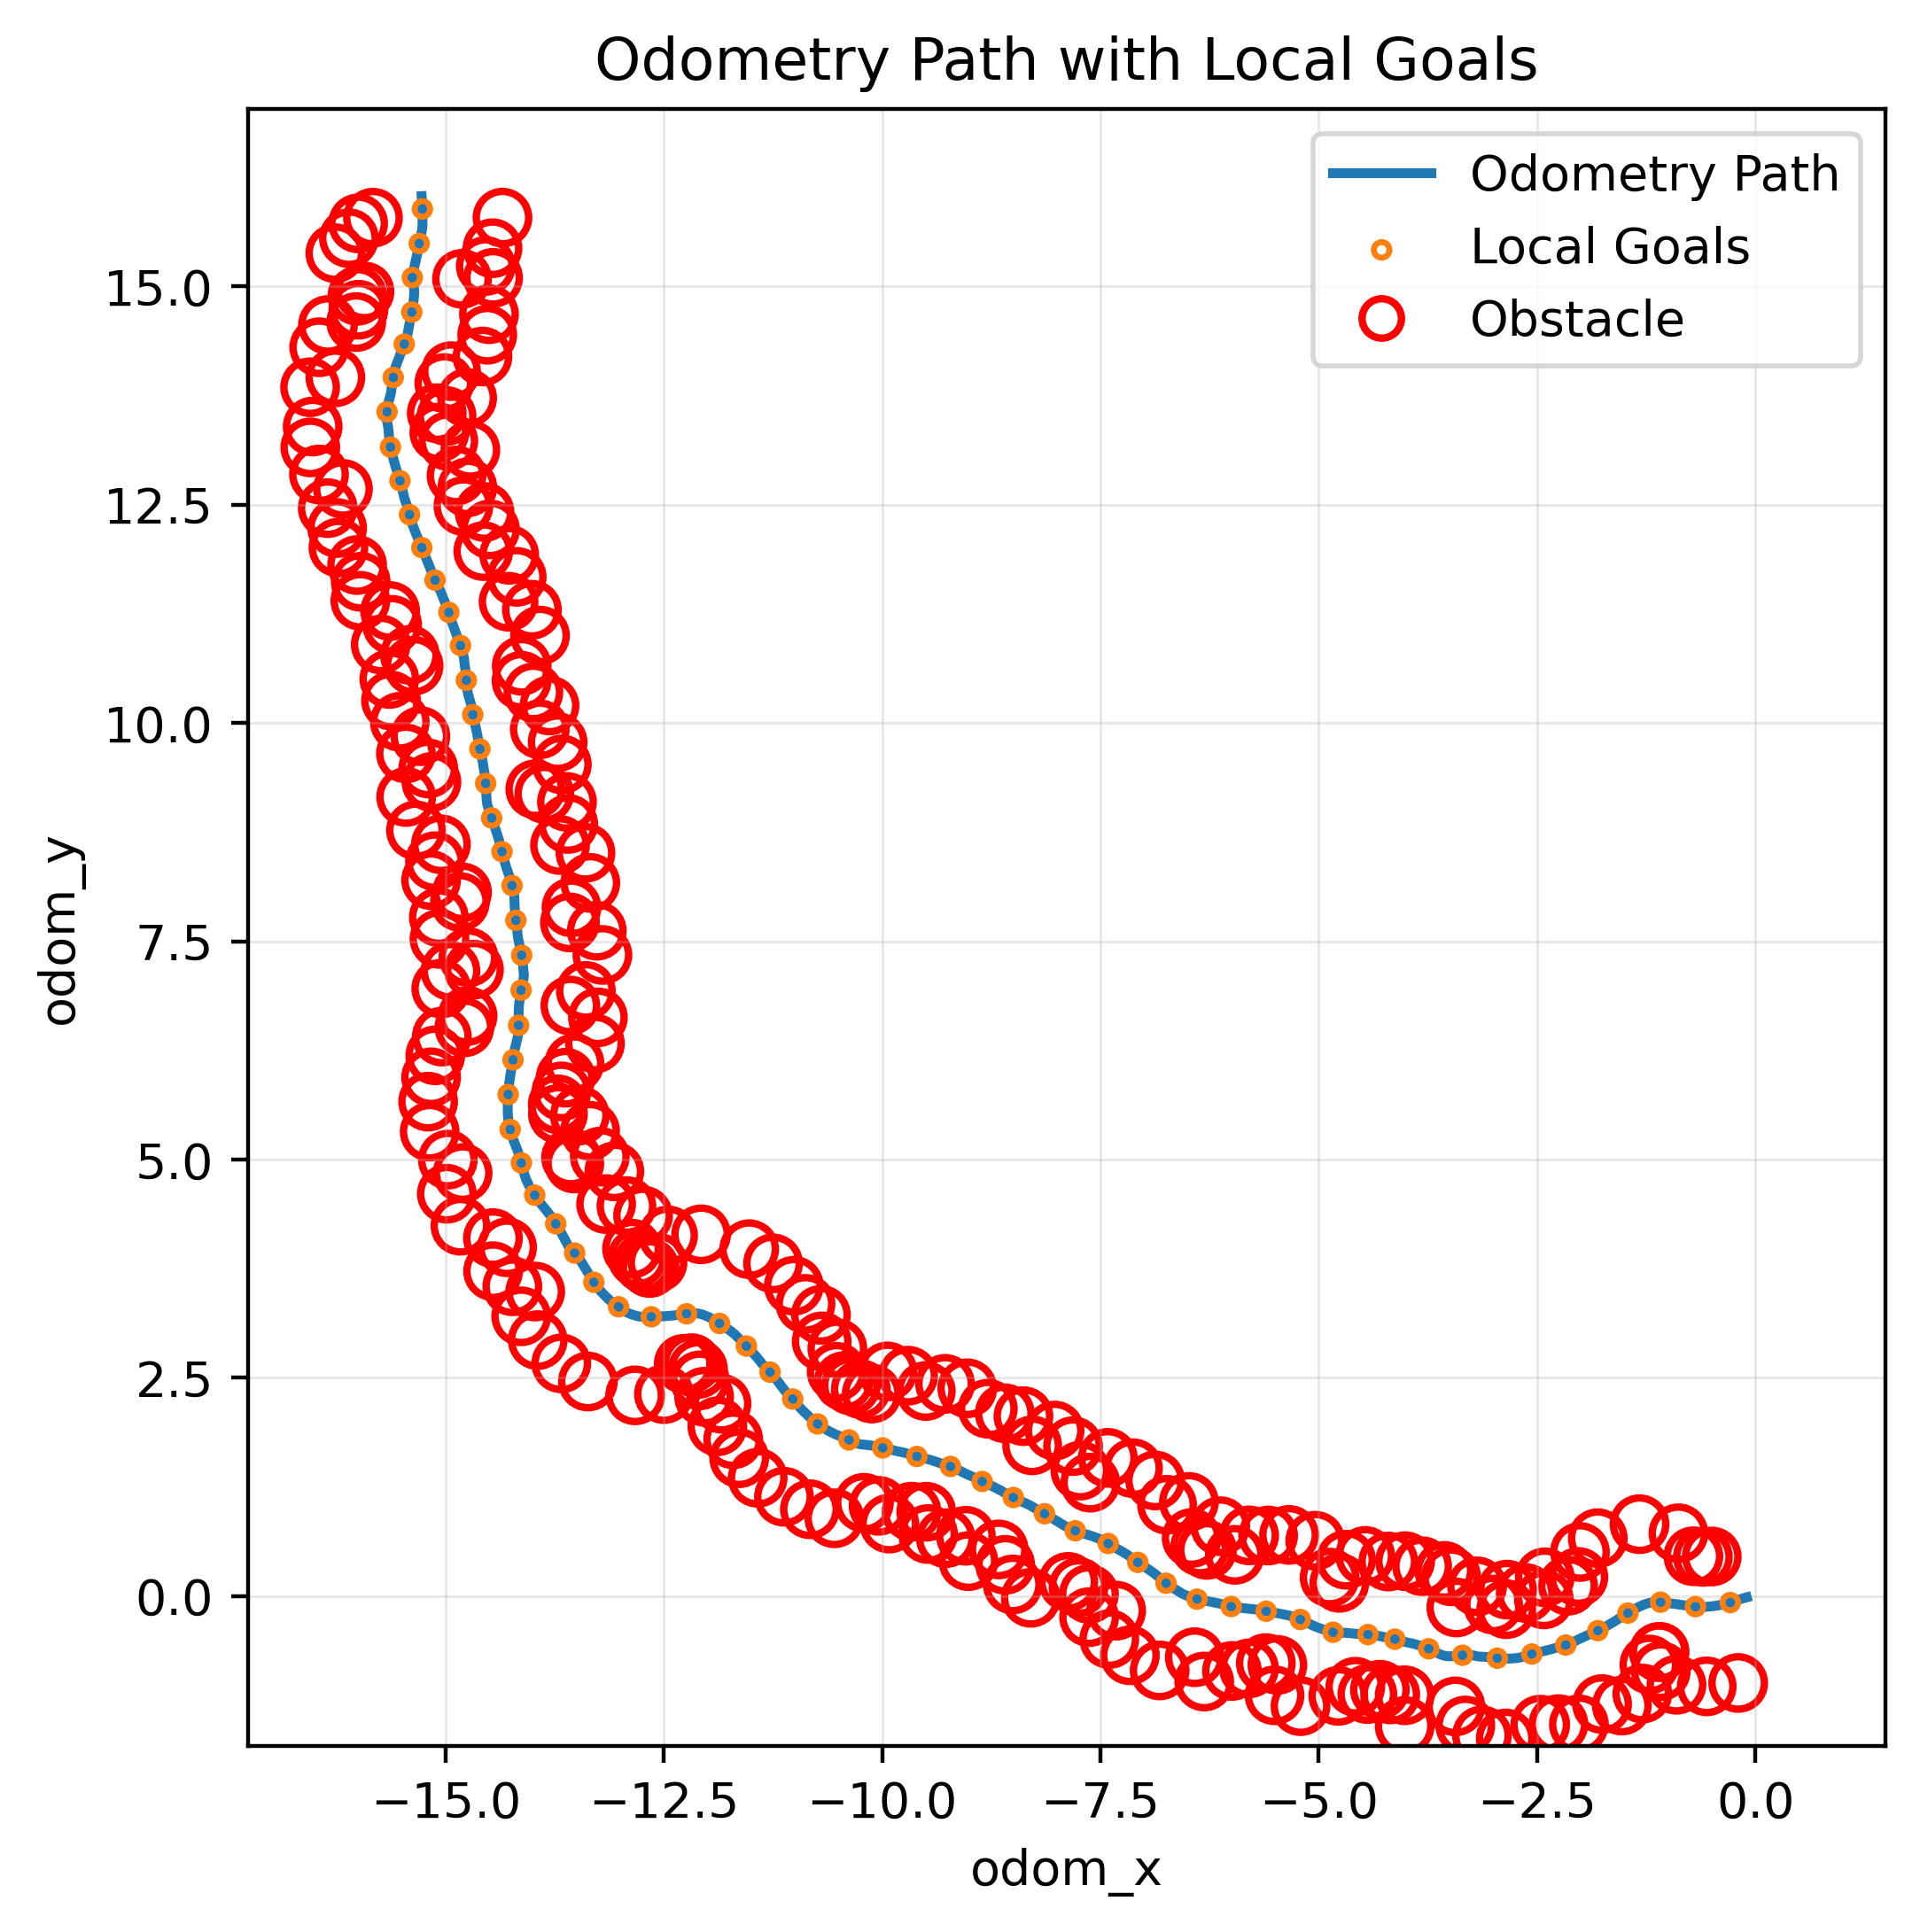 Odometry Path with Local Goals
Odometry Path
Local Goals
Obstacle
15.0
12.5
10.0
7.5
5.0
2.5
0.0
odom_y
−15.0 −12.5 −10.0 −7.5 −5.0 −2.5 0.0
odom_x